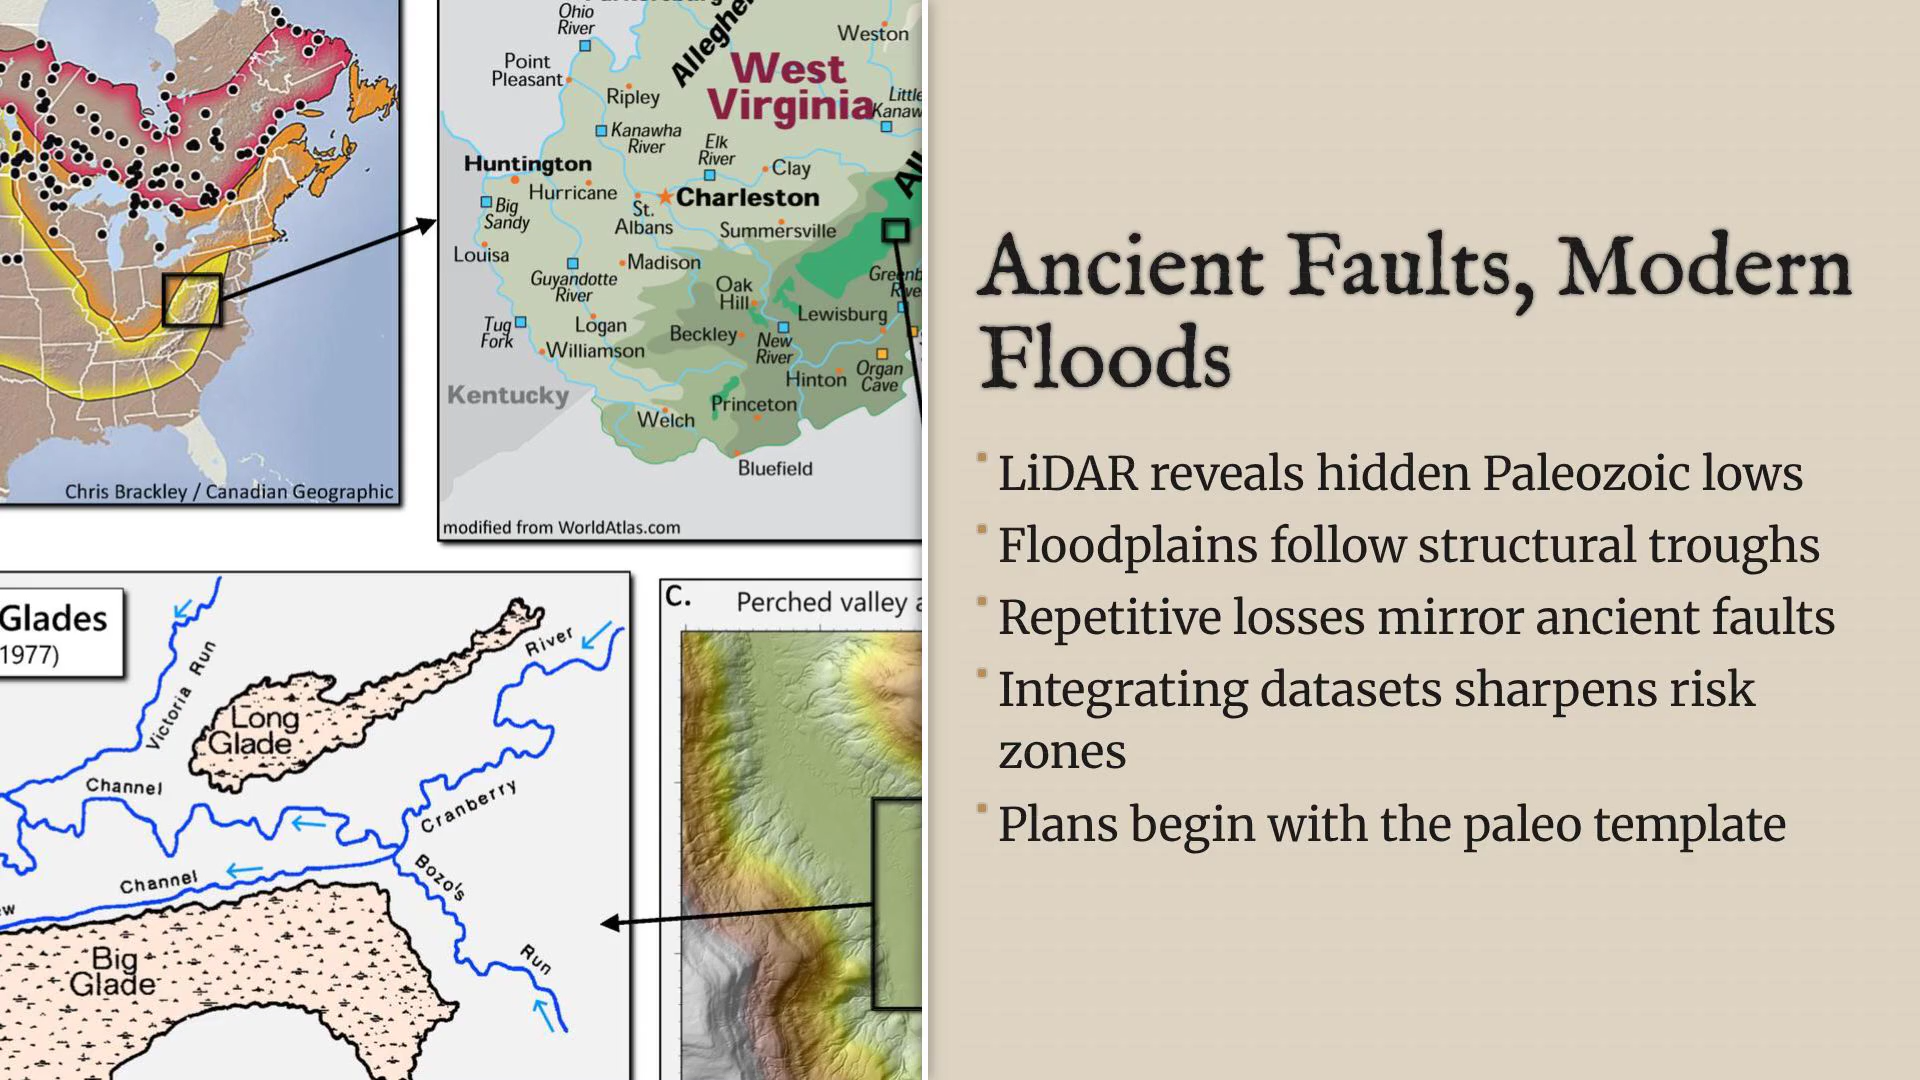 Chris Brackley / Canadian Geographic
Ohio
River
Point
Pleasant
Ripley
West
Virginia
Weston
Little
Kanaw
Kanawha
River
Elk
River
Clay
Huntington
Hurricane
Charleston
Big
Sandy
St.
Albans
Summersville
Louisa
Madison
Guyandotte
River
Oak
Hill
Lewisburg
Tug
Fork
Logan
Williamson
Beckley
New
River
Hinton
Organ
Cave
Kentucky
Princeton
Welch
Bluefield
modified from WorldAtlas.com
Glades
1977)
Victoria Run
Long
Glade
River
Channel
Cranberry
Channel
Bozo's
Run
Big
Glade
C.
Perched valley
Ancient Faults, Modern
Floods
LiDAR reveals hidden Paleozoic lows
Floodplains follow structural troughs
Repetitive losses mirror ancient faults
Integrating datasets sharpens risk
zones
Plans begin with the paleo template